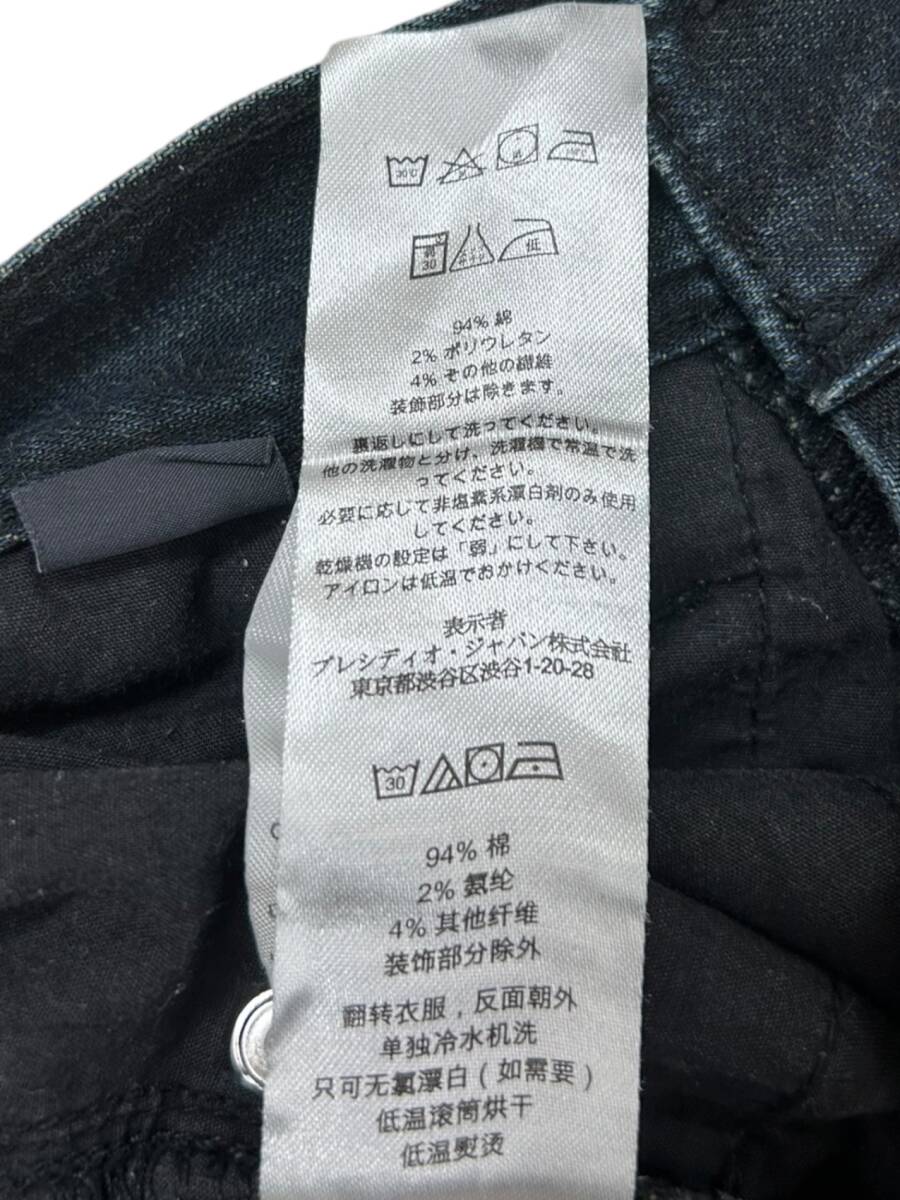 30°C
綿
30
低
94% 綿
2% ポリウレタン
4% その他の繊維
装飾部分は除きます。
裏返しにして洗ってください。
他の洗濯物と分け、洗濯機で常温で洗
ってください。
必要に応じて非塩素系漂白剤のみ使用
してください。
乾燥機の設定は「弱」にして下さい。
アイロンは低温でおかけください。
表示者
プレシディオ・ジャパン株式会社
東京都渋谷区渋谷1-20-28
30
94% 棉
2% 氨纶
4% 其他纤维
装饰部分除外
翻转衣服，反面朝外
单独冷水机洗
只可无氯漂白（如需要）
低温滚筒烘干
低温熨烫